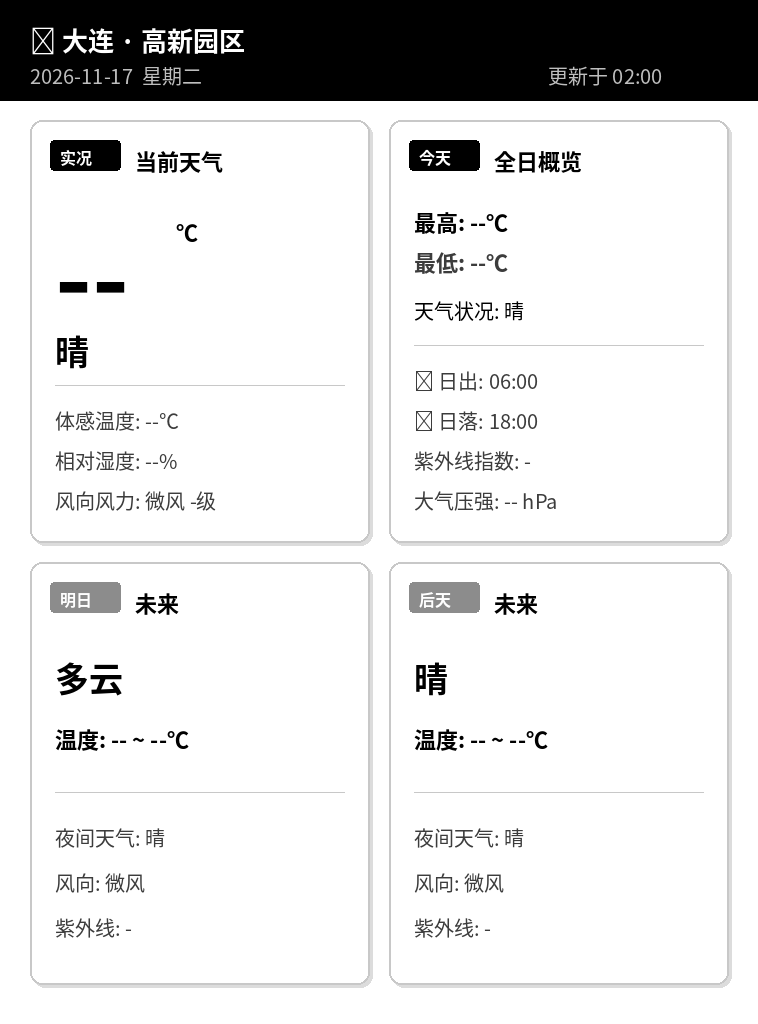 大连 · 高新园区
2026-11-17 星期二
更新于 02:00
实况 当前天气
℃
--
晴
体感温度: --℃
相对湿度: --%
风向风力: 微风 -级
今天 全日概览
最高: --℃
最低: --℃
天气状况: 晴
日出: 06:00
日落: 18:00
紫外线指数: -
大气压强: -- hPa
明日 未来
多云
温度: -- ~ --℃
夜间天气: 晴
风向: 微风
紫外线: -
后天 未来
晴
温度: -- ~ --℃
夜间天气: 晴
风向: 微风
紫外线: -